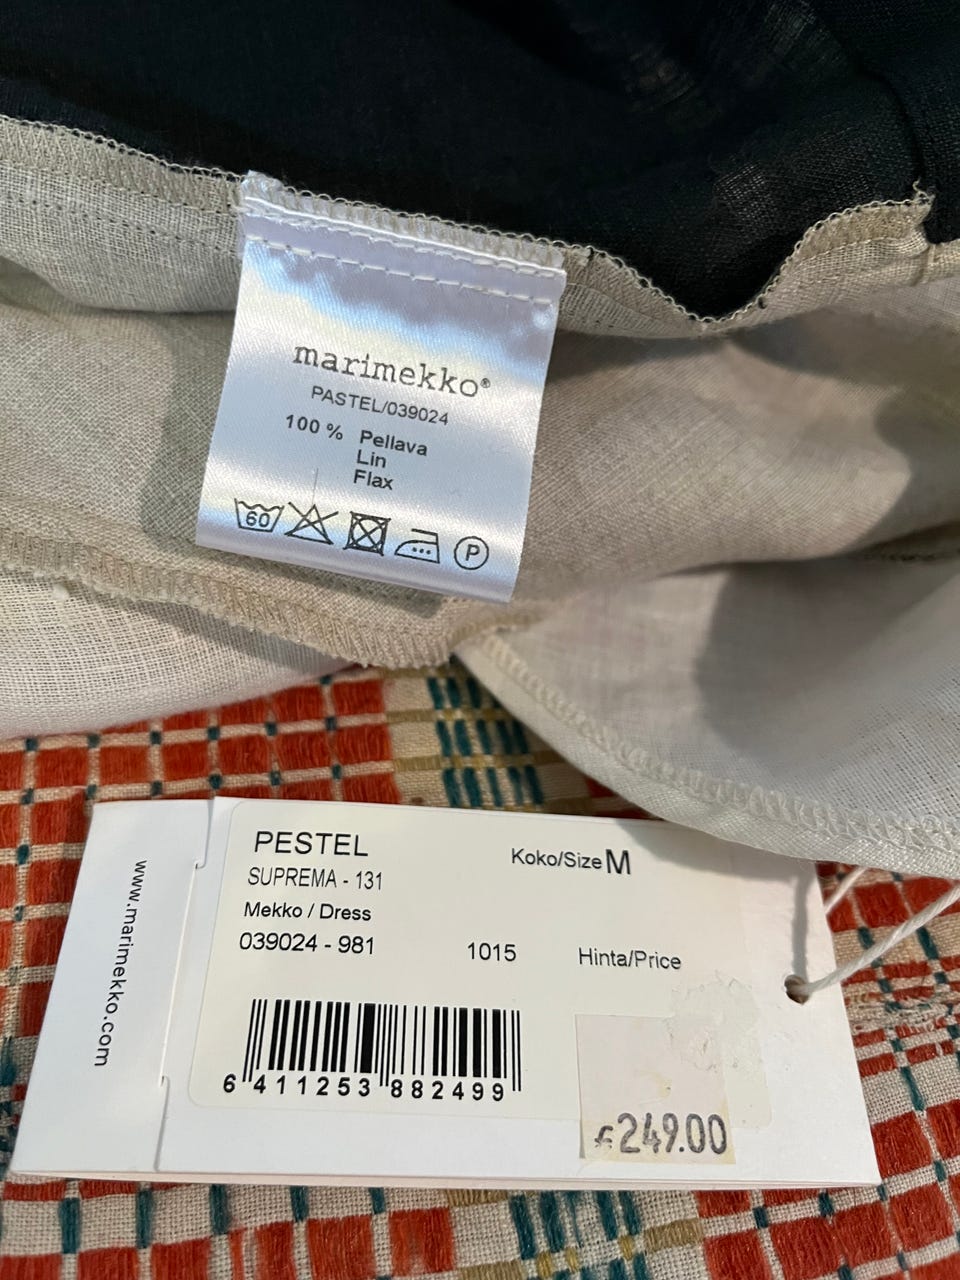 marimekko®
PASTEL/039024
100 % Pellava
Lin
Flax
60
P
www.marimekko.com
PESTEL
Koko/Size M
SUPREMA - 131
Mekko / Dress
039024 - 981
1015
Hinta/Price
6 411253 882499
£249.00